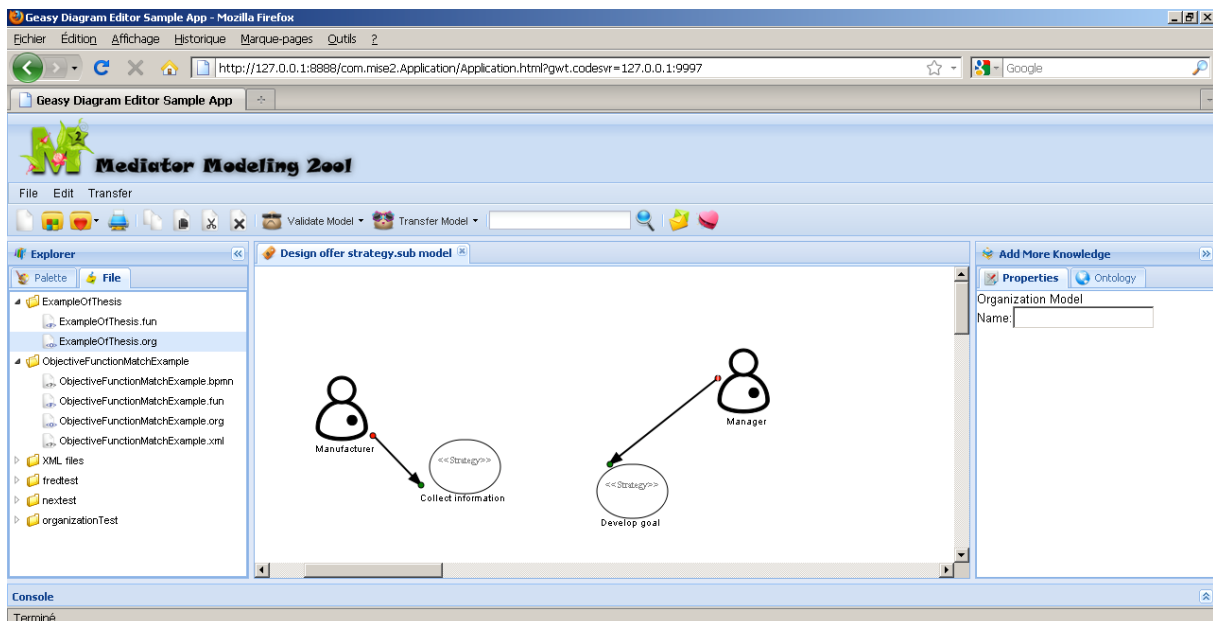 Geasy Diagram Editor Sample App - Mozilla Firefox
Fichier Édition Affichage Historique Marque-pages Outils ?
http://127.0.0.1:8888/com.mise2.Application/Application.html?gwt.codesvr=127.0.0.1:9997 Google
Geasy Diagram Editor Sample App
M 2 Mediator Modeling 2ool
File Edit Transfer
Validate Model Transfer Model
Explorer
Design offer strategy.sub model
Add More Knowledge
Palette File
Properties Ontology
ExampleOfThesis
ExampleOfThesis.fun
ExampleOfThesis.org
ObjectiveFunctionMatchExample
ObjectiveFunctionMatchExample.bpmn
ObjectiveFunctionMatchExample.fun
ObjectiveFunctionMatchExample.org
ObjectiveFunctionMatchExample.xml
XML files
fredtest
nextest
organizationTest
Manufacturer
<<Strategy>>
Collect information
Manager
<<Strategy>>
Develop goal
Organization Model
Name:
Console
Terminé